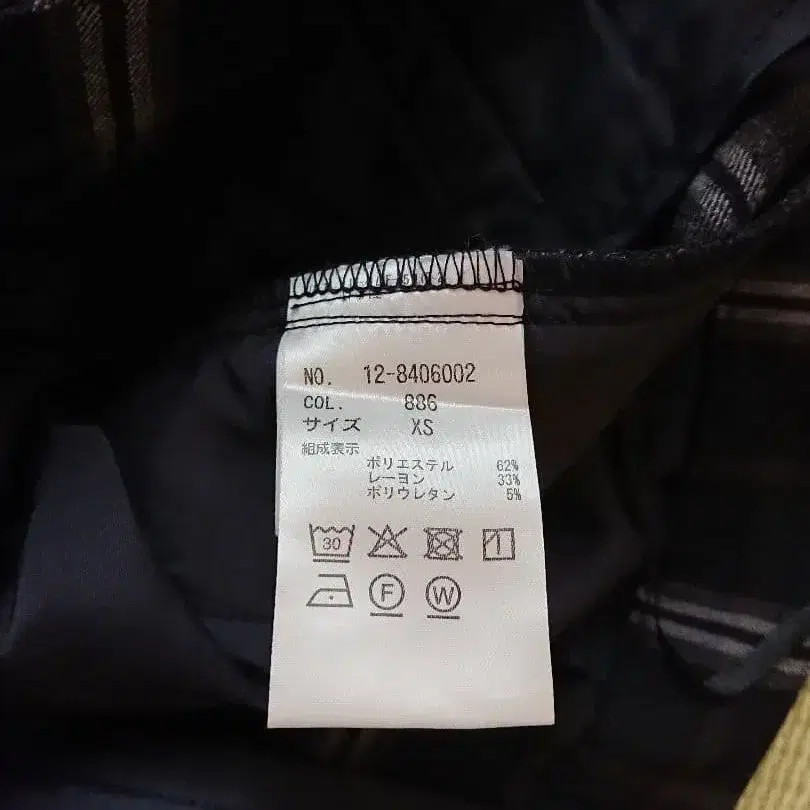 NO. 12-8406002
COL. 886
サイズ XS
組成表示
ポリエステル 62%
レーヨン 33%
ポリウレタン 5%
30
F W